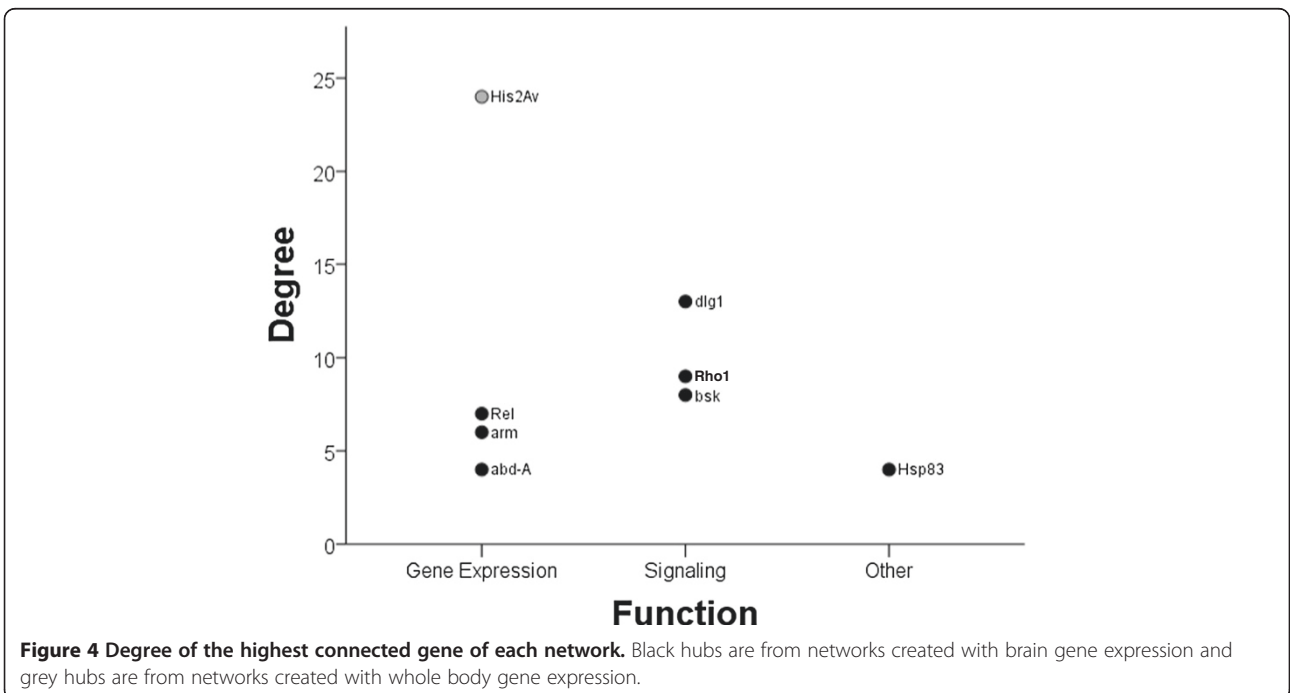 25
His2Av
20
15
dlg1
10
Rho1
bsk
Rel
arm
5
abd-A
Hsp83
0
Gene Expression Signaling Other
Degree
Function
Figure 4 Degree of the highest connected gene of each network. Black hubs are from networks created with brain gene expression and
grey hubs are from networks created with whole body gene expression.